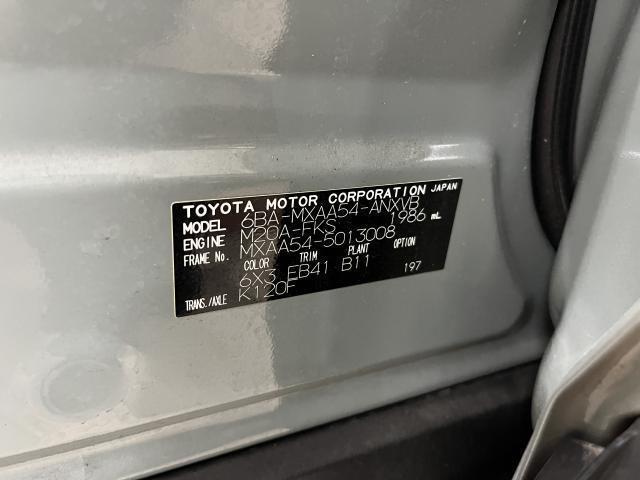 TOYOTA MOTOR CORPORATION JAPAN
MODEL 6BA-MXAA54-ANXVB
ENGINE M20A-FKS 1986 mL
FRAME No. MXAA54-5013008
COLOR TRIM PLANT OPTION
6X3 EB41 B11 197
TRANS./AXLE K120F